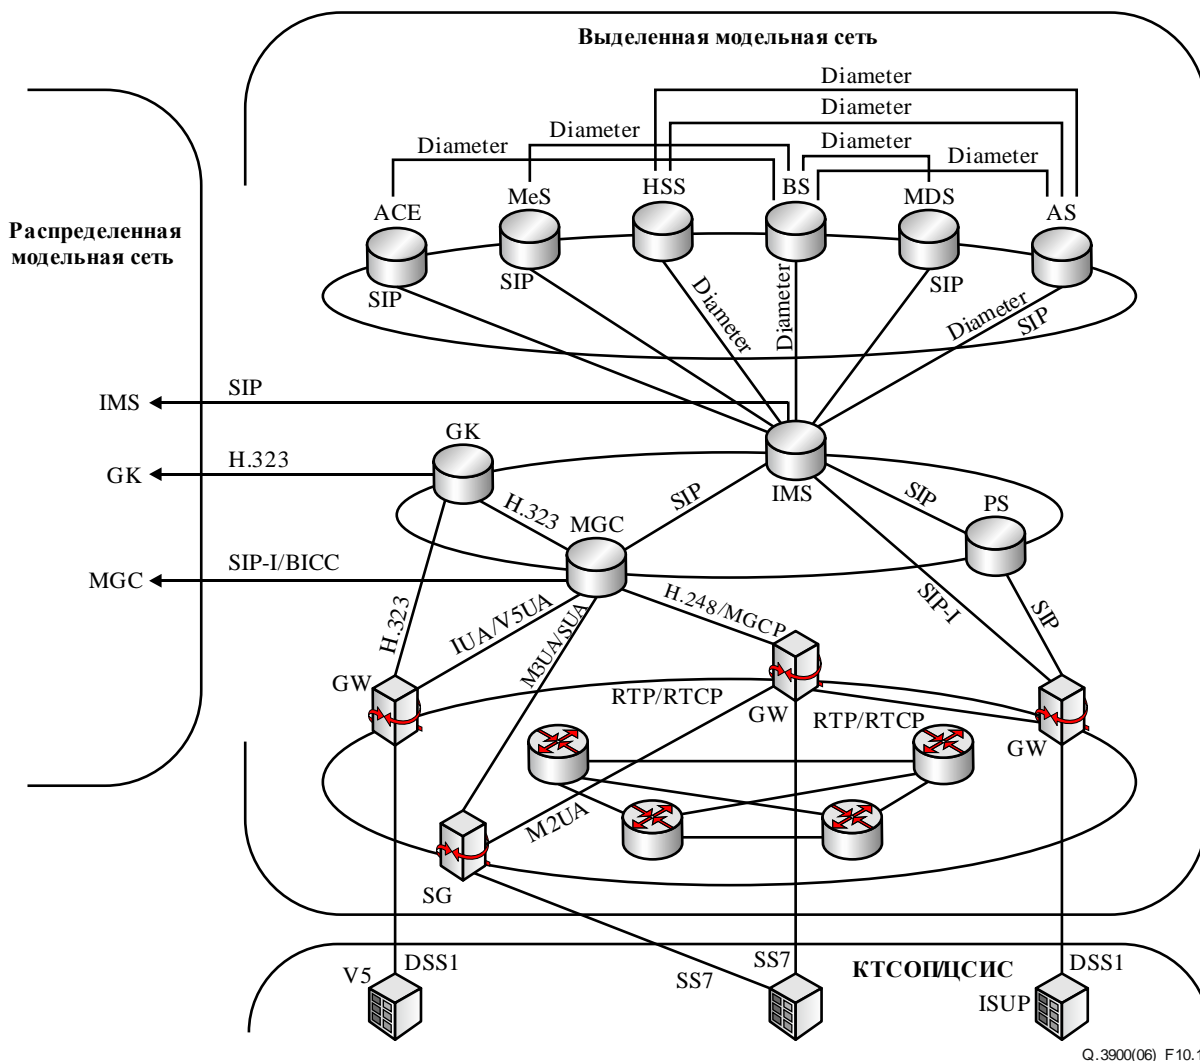 Выделенная модельная сеть
Diameter
Diameter
Diameter
Diameter
Diameter
Diameter
ACE
MeS
HSS
BS
MDS
AS
Распределенная
модельная сеть
SIP
SIP
Diameter
Diameter
SIP
Diameter
SIP
IMS
SIP
GK
H.323
GK
IMS
H.323
SIP
SIP
PS
MGC
MGC
SIP-I/BICC
H.323
IUA/V5UA
M3UA/SUA
H.248/MGCP
SIP-I
SIP
GW
RTP/RTCP
GW
RTP/RTCP
GW
M2UA
SG
V5
DSS1
SS7
SS7
КТСОП/ЦСИС
DSS1
ISUP
Q.3900(06)_F10.1